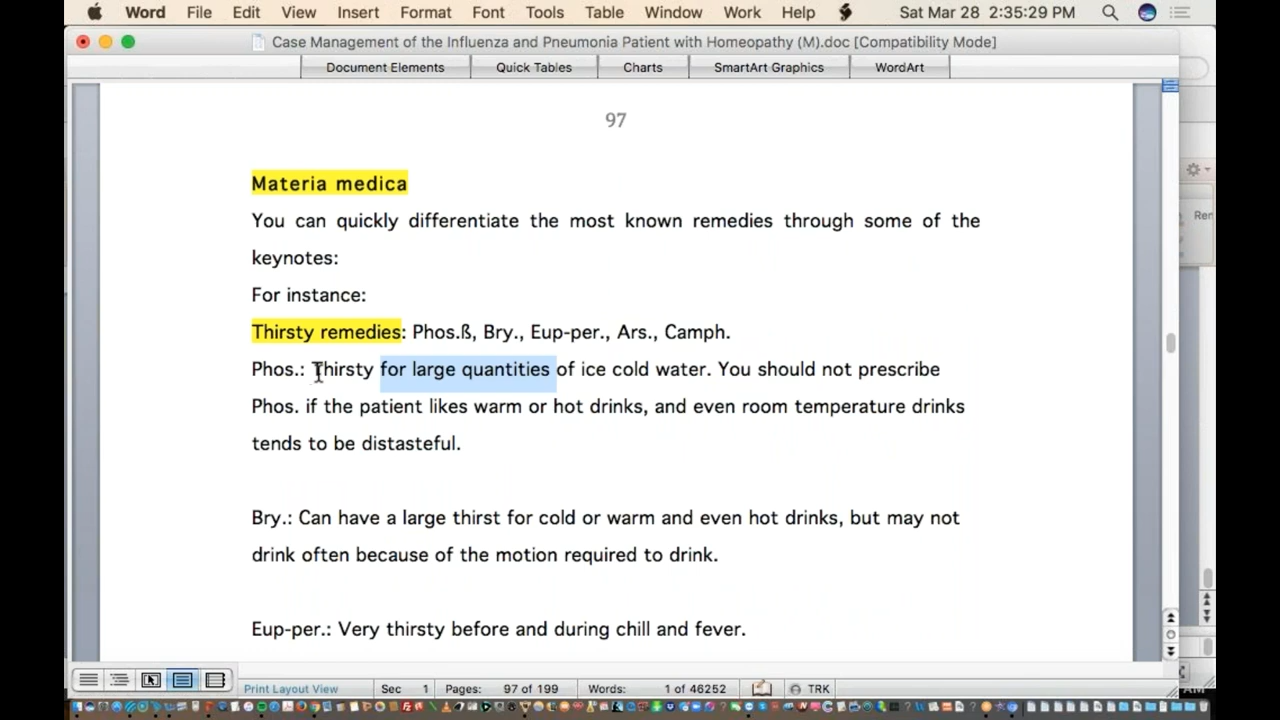 Word File Edit View Insert Format Font Tools Table Window Work Help Sat Mar 28 2:35:29 PM
Case Management of the Influenza and Pneumonia Patient with Homeopathy (M).doc [Compatibility Mode]
Document Elements Quick Tables Charts SmartArt Graphics WordArt
97
Materia medica
You can quickly differentiate the most known remedies through some of the
keynotes:
For instance:
Thirsty remedies: Phos.ß, Bry., Eup-per., Ars., Camph.
Phos.: Thirsty for large quantities of ice cold water. You should not prescribe
Phos. if the patient likes warm or hot drinks, and even room temperature drinks
tends to be distasteful.
Bry.: Can have a large thirst for cold or warm and even hot drinks, but may not
drink often because of the motion required to drink.
Eup-per.: Very thirsty before and during chill and fever.
Print Layout View Sec 1 Pages: 97 of 199 Words: 1 of 46252 TRK